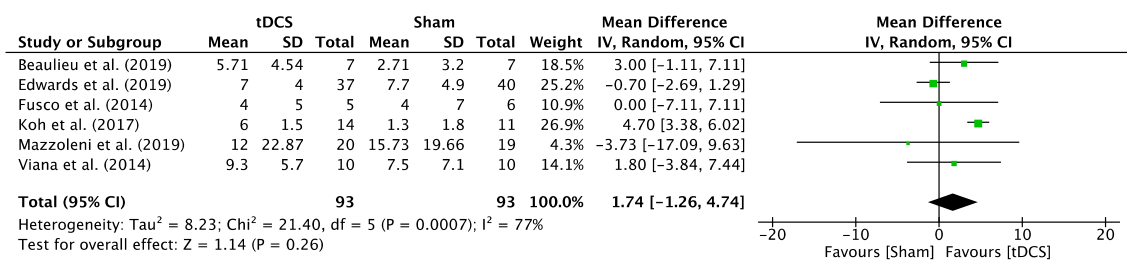 tDCS Sham Mean Difference Mean Difference
Study or Subgroup Mean SD Total Mean SD Total Weight IV, Random, 95% CI IV, Random, 95% CI
Beaulieu et al. (2019) 5.71 4.54 7 2.71 3.2 7 18.5% 3.00 [−1.11, 7.11]
Edwards et al. (2019) 7 4 37 7.7 4.9 40 25.2% −0.70 [−2.69, 1.29]
Fusco et al. (2014) 4 5 5 4 7 6 10.9% 0.00 [−7.11, 7.11]
Koh et al. (2017) 6 1.5 14 1.3 1.8 11 26.9% 4.70 [3.38, 6.02]
Mazzoleni et al. (2019) 12 22.87 20 15.73 19.66 19 4.3% −3.73 [−17.09, 9.63]
Viana et al. (2014) 9.3 5.7 10 7.5 7.1 10 14.1% 1.80 [−3.84, 7.44]
Total (95% CI) 93 93 100.0% 1.74 [−1.26, 4.74]
Heterogeneity: Tau² = 8.23; Chi² = 21.40, df = 5 (P = 0.0007); I² = 77%
Test for overall effect: Z = 1.14 (P = 0.26)
−20 −10 0 10 20
Favours [Sham] Favours [tDCS]